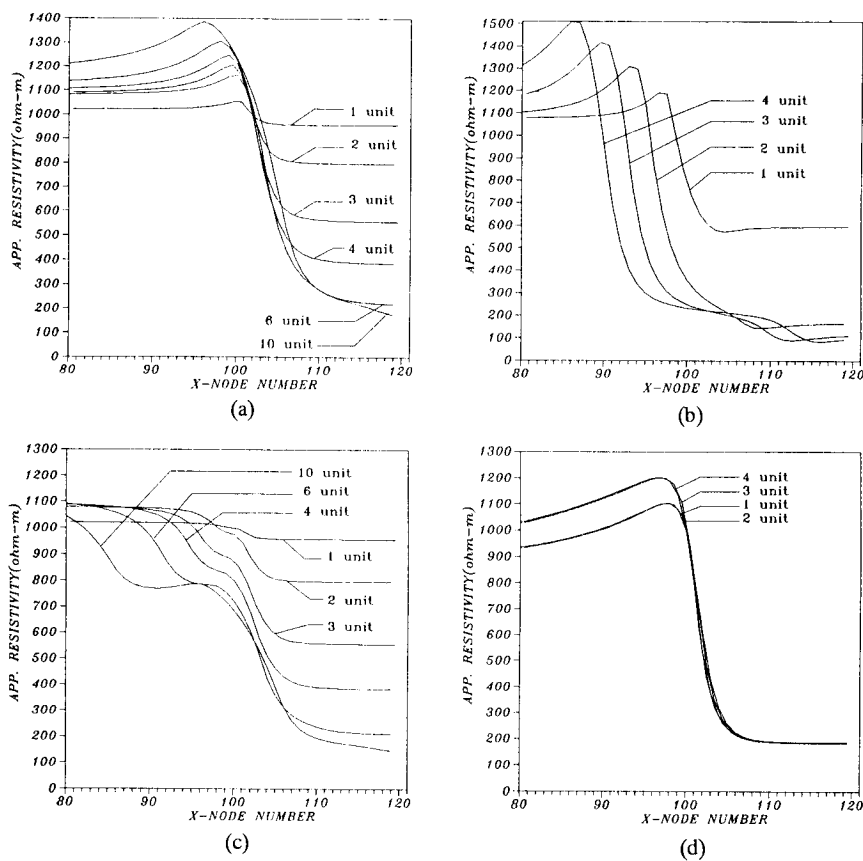 1400
1300
1200
1100
1000
900
800
700
600
500
400
300
200
100
0
APP. RESISTIVITY(ohm-m)
1 unit
2 unit
3 unit
4 unit
6 unit
10 unit
80 90 100 110 120
X-NODE NUMBER
(a)
1500
1400
1300
1200
1100
1000
900
800
700
600
500
400
300
200
100
0
APP. RESISTIVITY(ohm-m)
4 unit
3 unit
2 unit
1 unit
80 90 100 110 120
X-NODE NUMBER
(b)
1300
1200
1100
1000
900
800
700
600
500
400
300
200
100
0
APP. RESISTIVITY(ohm-m)
10 unit
6 unit
4 unit
1 unit
2 unit
3 unit
80 90 100 110 120
X-NODE NUMBER
(c)
1300
1200
1100
1000
900
800
700
600
500
400
300
200
100
0
APP. RESISTIVITY(ohm-m)
4 unit
3 unit
1 unit
2 unit
80 90 100 110 120
X-NODE NUMBER
(d)